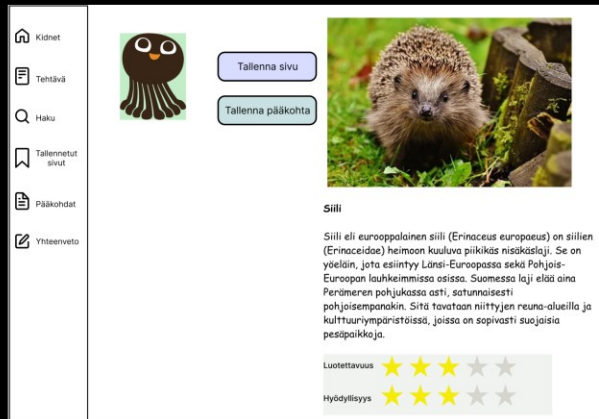 Kidnet
Tehtävä
Haku
Tallennetut
sivut
Pääkohdat
Yhteenveto
Tallenna sivu
Tallenna pääkohta
Siili
Siili eli eurooppalainen siili (Erinaceus europaeus) on siilien
(Erinaceidae) heimoon kuuluva piikikäs nisäkäslaji. Se on
yöeläin, jota esiintyy Länsi-Euroopassa sekä Pohjois-
Euroopan lauhkeimmissa osissa. Suomessa laji elää aina
Perämeren pohjukassa asti, satunnaisesti
pohjoisempanakin. Sitä tavataan niittyjen reuna-alueilla ja
kulttuuriympäristöissä, joissa on sopivasti suojaisia
pesäpaikkoja.
Luotettavuus
Hyödyllisyys